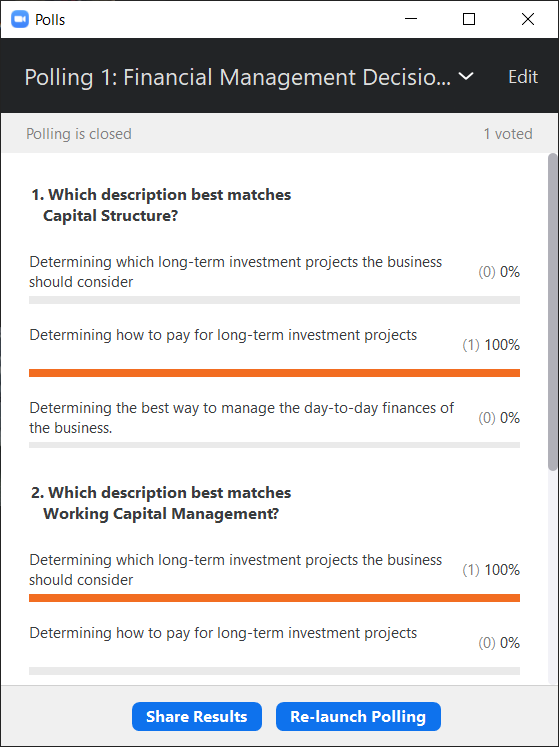 Polls
Polling 1: Financial Management Decisio...
Edit
Polling is closed
1 voted
1. Which description best matches
Capital Structure?
Determining which long-term investment projects the business
should consider
(0) 0%
Determining how to pay for long-term investment projects
(1) 100%
Determining the best way to manage the day-to-day finances of
the business.
(0) 0%
2. Which description best matches
Working Capital Management?
Determining which long-term investment projects the business
should consider
(1) 100%
Determining how to pay for long-term investment projects
(0) 0%
Share Results
Re-launch Polling